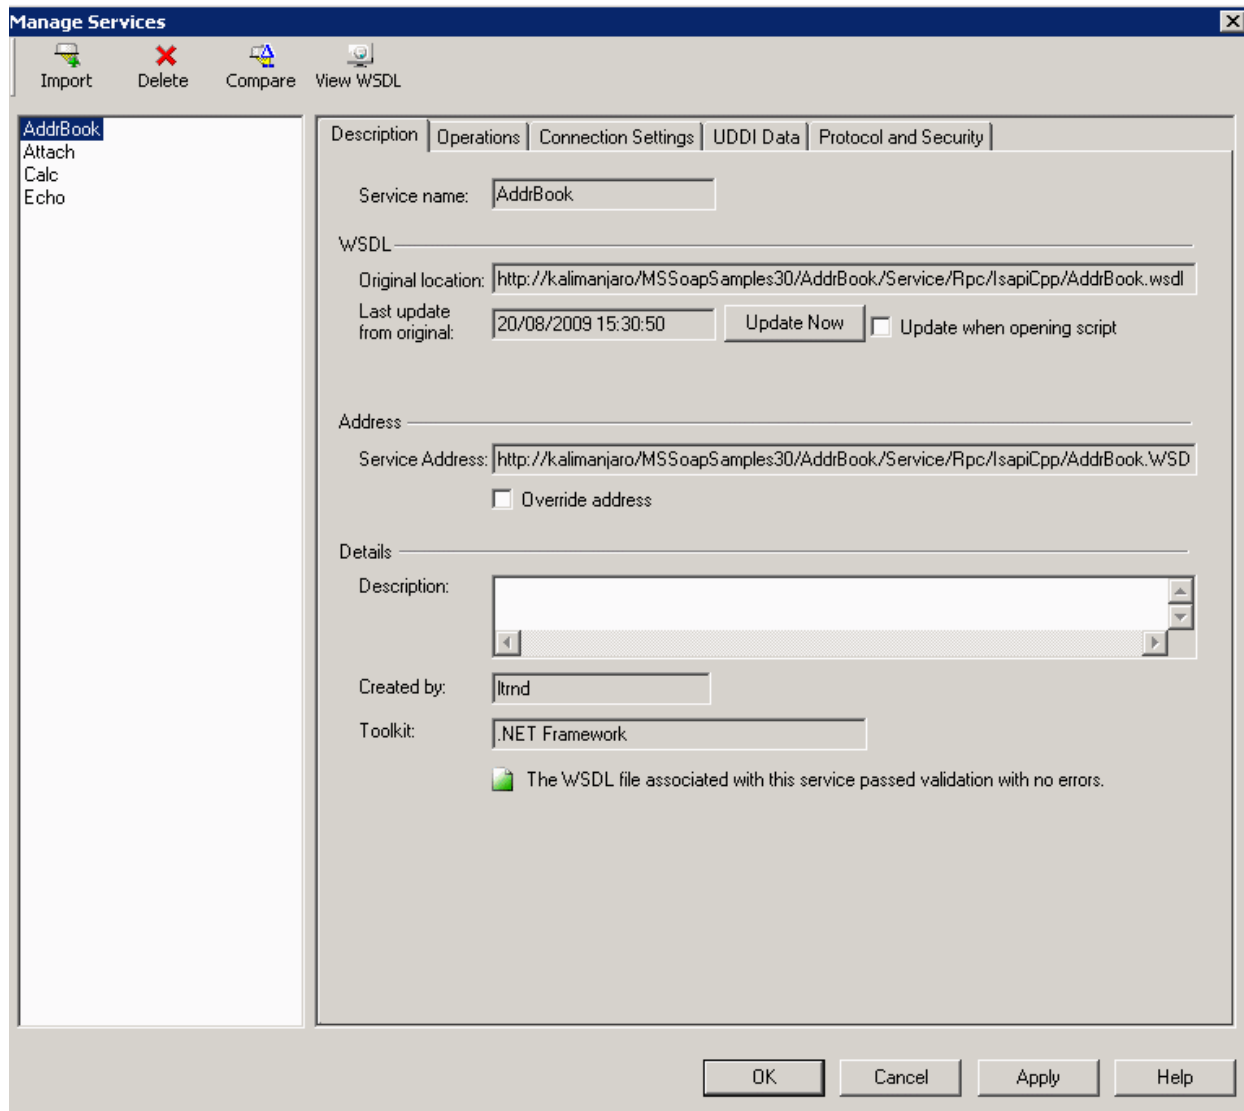 Manage Services
Import Delete Compare View WSDL
AddrBook
Attach
Calc
Echo
Description Operations Connection Settings UDDI Data Protocol and Security
Service name: AddrBook
WSDL
Original location: http://kalimanjaro/MSSoapSamples30/AddrBook/Service/Rpc/IsapiCpp/AddrBook.wsdl
Last update
from original: 20/08/2009 15:30:50 Update Now Update when opening script
Address
Service Address: http://kalimanjaro/MSSoapSamples30/AddrBook/Service/Rpc/IsapiCpp/AddrBook.WSD
Override address
Details
Description:
Created by: ltrnd
Toolkit: .NET Framework
The WSDL file associated with this service passed validation with no errors.
OK Cancel Apply Help